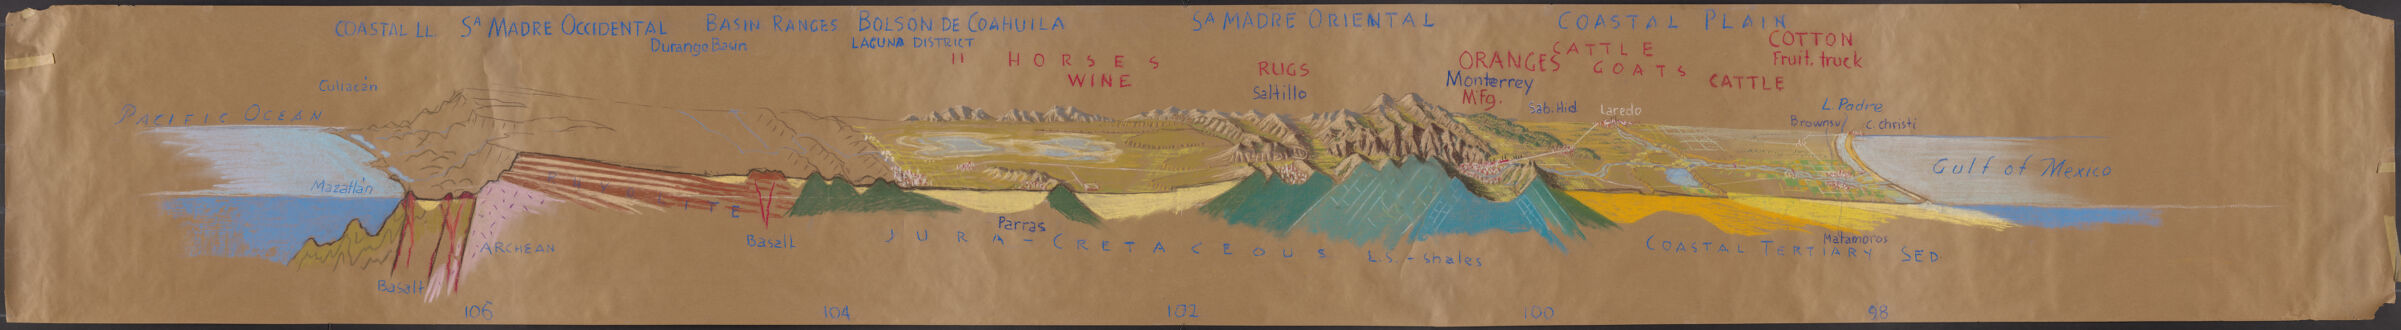 COASTAL LL Sᴬ MADRE OCCIDENTAL BASIN RANGES BOLSÓN DE COAHUILA Sᴬ MADRE ORIENTAL COASTAL PLAIN
Durango Basin LAGUNA DISTRICT COTTON
CATTLE
" HORSES ORANGES Fruit. truck
RUGS GOATS
WINE Monterrey CATTLE
Culiacán Saltillo Mfg.
Sab. Hid Laredo L. Padre
PACIFIC OCEAN Brownsv C. Christi
Gulf of Mexico
Mazatlán
RHYOLITE
Parras
ARCHEAN Basalt JURA-CRETACEOUS L.S.-Shales COASTAL TERTIARY SED.
Matamoros
Basalt
106 104 102 100 98